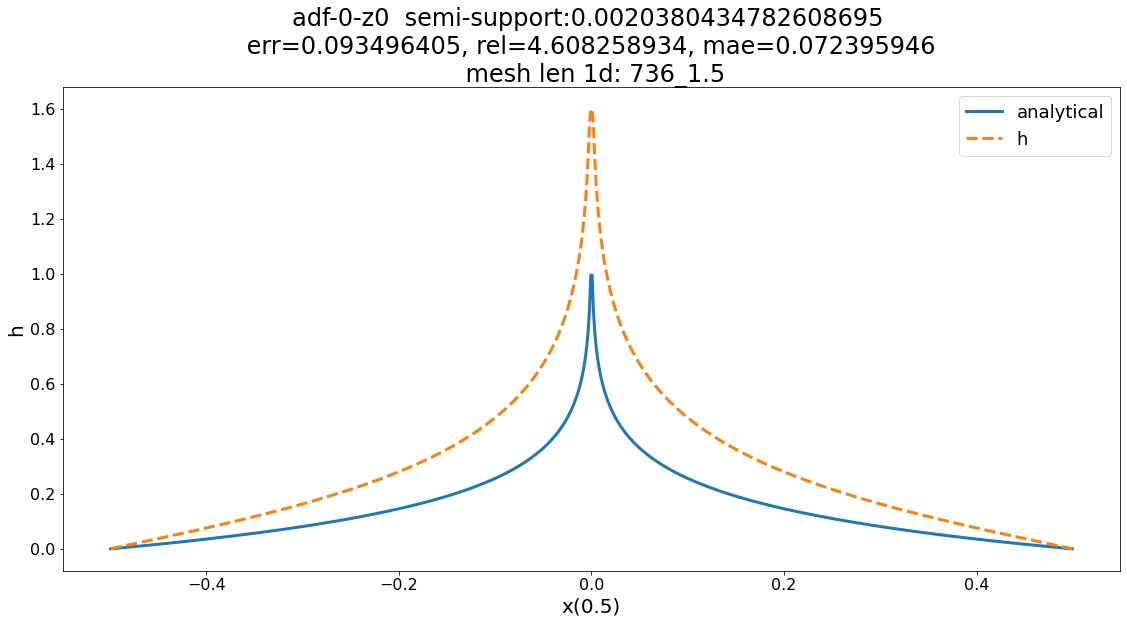 adf-0-z0  semi-support:0.0020380434782608695
err=0.093496405, rel=4.608258934, mae=0.072395946
mesh len 1d: 736_1.5
analytical
h
1.6
1.4
1.2
1.0
0.8
0.6
0.4
0.2
0.0
h
−0.4
−0.2
0.0
0.2
0.4
x(0.5)